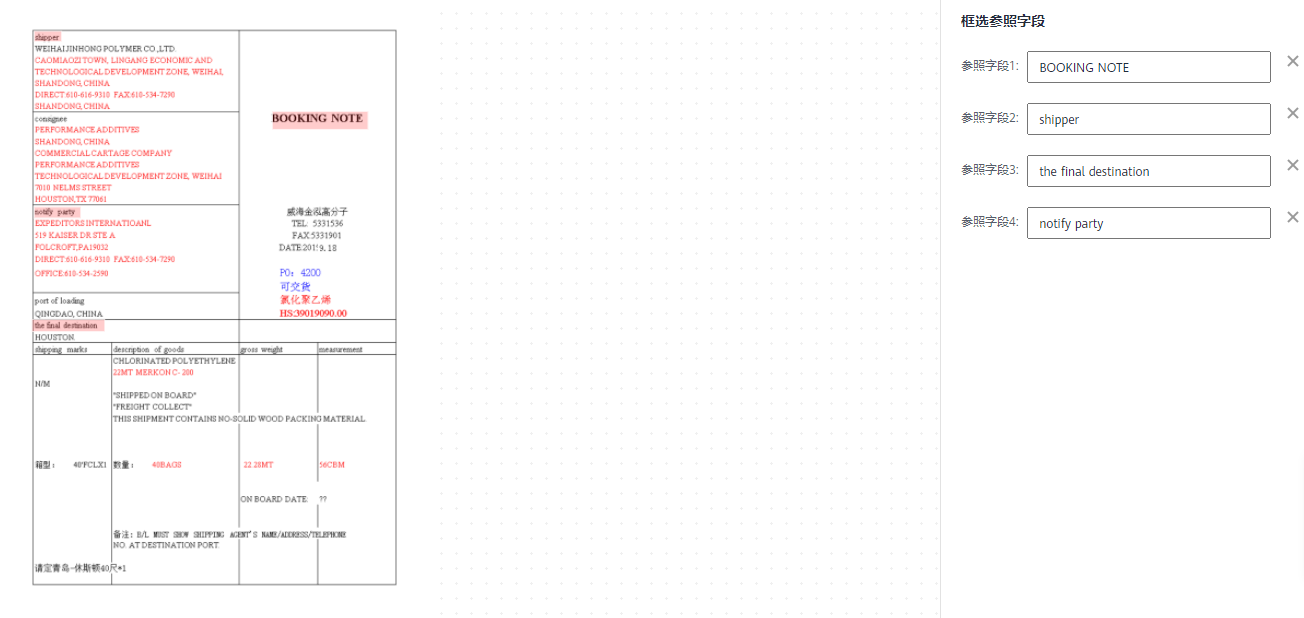 shipper
WEIHAI JINHONG POLYMER CO.,LTD.
CAOMIAOZI TOWN, LINGANG ECONOMIC AND
TECHNOLOGICAL DEVELOPMENT ZONE, WEIHAI,
SHANDONG, CHINA
DIRECT:610-616-9310 FAX:610-534-7290
SHANDONG, CHINA
consignee
PERFORMANCE ADDITIVES
SHANDONG, CHINA
COMMERCIAL CARTAGE COMPANY
PERFORMANCE ADDITIVES
TECHNOLOGICAL DEVELOPMENT ZONE, WEIHAI
7010 NELMS STREET
HOUSTON,TX 77061
BOOKING NOTE
notify party
EXPEDITORS INTERNATIOANL
519 KAISER DR STE A
FOLCROFT,PA19032
DIRECT:610-616-9310 FAX:610-534-7290
OFFICE:610-534-2590
威海金泓高分子
TEL: 5331536
FAX:5331901
DATE:2019.18
PO: 4200
可交货
氯化聚乙烯
HS:39019090.00
port of loading
QINGDAO, CHINA
the final destination
HOUSTON
shipping marks description of goods gross weight measurement
CHLORINATED POLYETHYLENE
22MT MERKON C-200
N/M
"SHIPPED ON BOARD"
"FREIGHT COLLECT"
THIS SHIPMENT CONTAINS NO-SOLID WOOD PACKING MATERIAL.
箱型: 40'FCLX1 数量: 40BAGS 22.28MT 56CBM
ON BOARD DATE: ??
备注: B/L MUST SHOW SHIPPING AGENT'S NAME/ADDRESS/TELEPHONE
NO. AT DESTINATION PORT.
请定青岛-休斯顿40尺*1
框选参照字段
参照字段1: BOOKING NOTE
参照字段2: shipper
参照字段3: the final destination
参照字段4: notify party